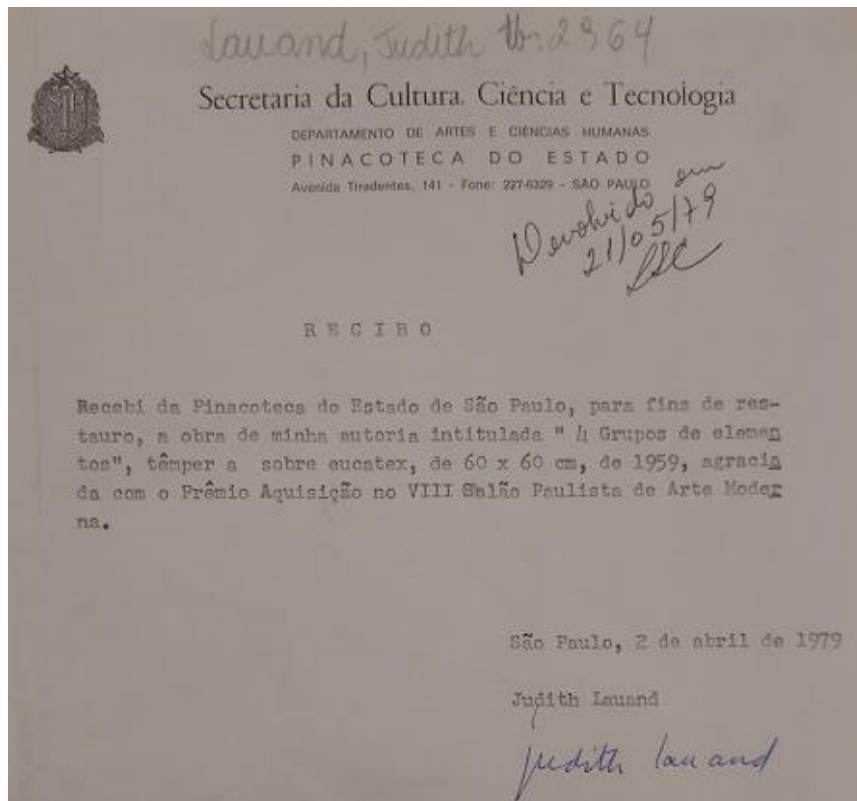 Lauand, Judith tb: 2964
Secretaria da Cultura. Ciência e Tecnologia
DEPARTAMENTO DE ARTES E CIÊNCIAS HUMANAS
PINACOTECA DO ESTADO
Avenida Tiradentes, 141 - Fone: 227-6329 - SÃO PAULO
Devolvido em
21/05/79
RECIBO
Recebi da Pinacoteca do Estado de São Paulo, para fins de res-
tauro, a obra de minha autoria intitulada " 4 Grupos de elemen
tos", têmper a sobre eucatex, de 60 x 60 cm, de 1959, agracia
da com o Prêmio Aquisição no VIII Salão Paulista de Arte Moder
na.
São Paulo, 2 de abril de 1979
Judith Lauand
Judith Lauand